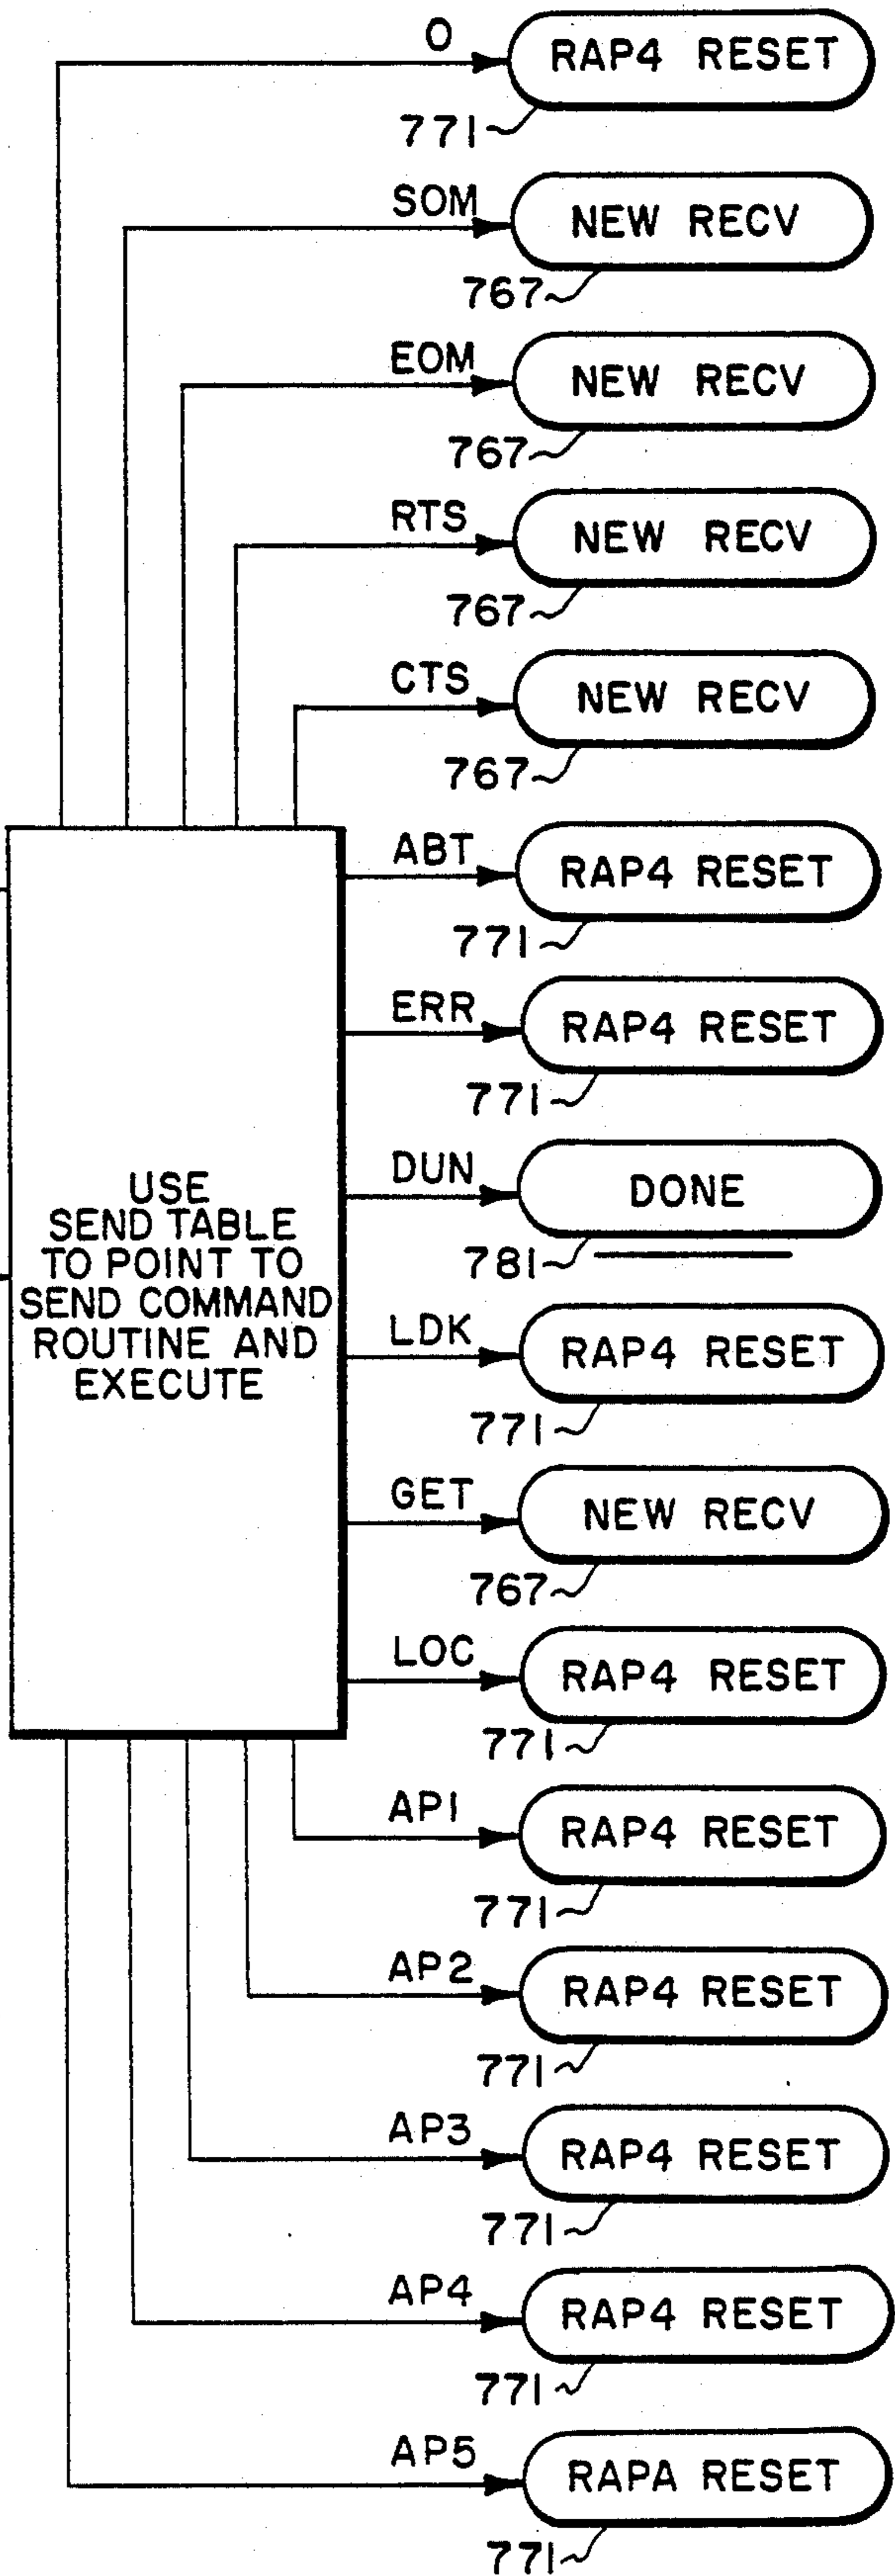 O
RAP4 RESET
771
SOM
NEW RECV
767
EOM
NEW RECV
767
RTS
NEW RECV
767
CTS
NEW RECV
767
ABT
RAP4 RESET
771
ERR
RAP4 RESET
771
DUN
DONE
781
USE
SEND TABLE
TO POINT TO
SEND COMMAND
ROUTINE AND
EXECUTE
LDK
RAP4 RESET
771
GET
NEW RECV
767
LOC
RAP4 RESET
771
AP1
RAP4 RESET
771
AP2
RAP4 RESET
771
AP3
RAP4 RESET
771
AP4
RAP4 RESET
771
AP5
RAPA RESET
771